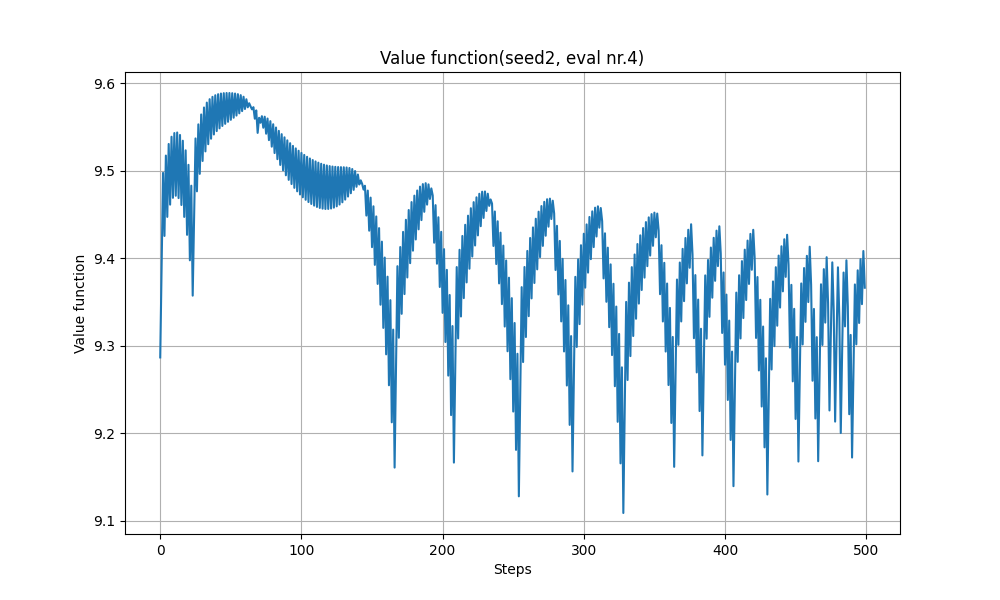 Value function(seed2, eval nr.4)
9.6
9.5
9.4
9.3
9.2
9.1
Value function
0 100 200 300 400 500
Steps